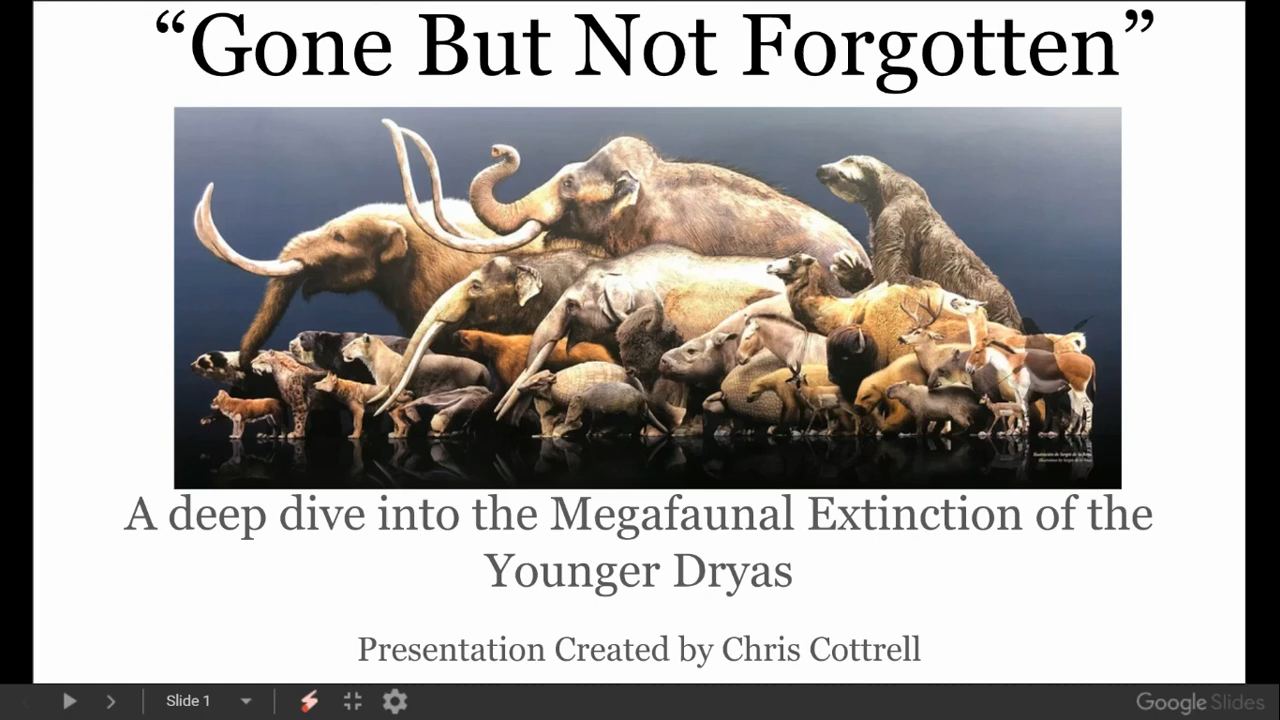 “Gone But Not Forgotten”
A deep dive into the Megafaunal Extinction of the
Younger Dryas
Presentation Created by Chris Cottrell
Slide 1
Google Slides